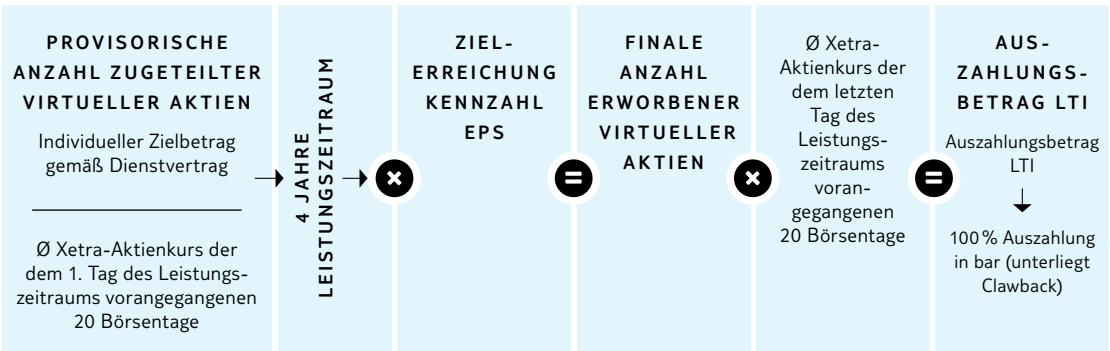 PROVISORISCHE
ANZAHL ZUGETEILTER
VIRTUELLER AKTIEN
Individueller Zielbetrag
gemäß Dienstvertrag
Ø Xetra-Aktienkurs der
dem 1. Tag des Leistungs-
zeitraums vorangegangenen
20 Börsentage
4 JAHRE
LEISTUNGSZEITRAUM
×
ZIEL-
ERREICHUNG
KENNZAHL
EPS
=
FINALE
ANZAHL
ERWORBENER
VIRTUELLER
AKTIEN
×
Ø Xetra-
Aktienkurs der
dem letzten
Tag des
Leistungs-
zeitraums
voran-
gegangenen
20 Börsentage
=
AUS-
ZAHLUNGS-
BETRAG LTI
Auszahlungsbetrag
LTI
100 % Auszahlung
in bar (unterliegt
Clawback)